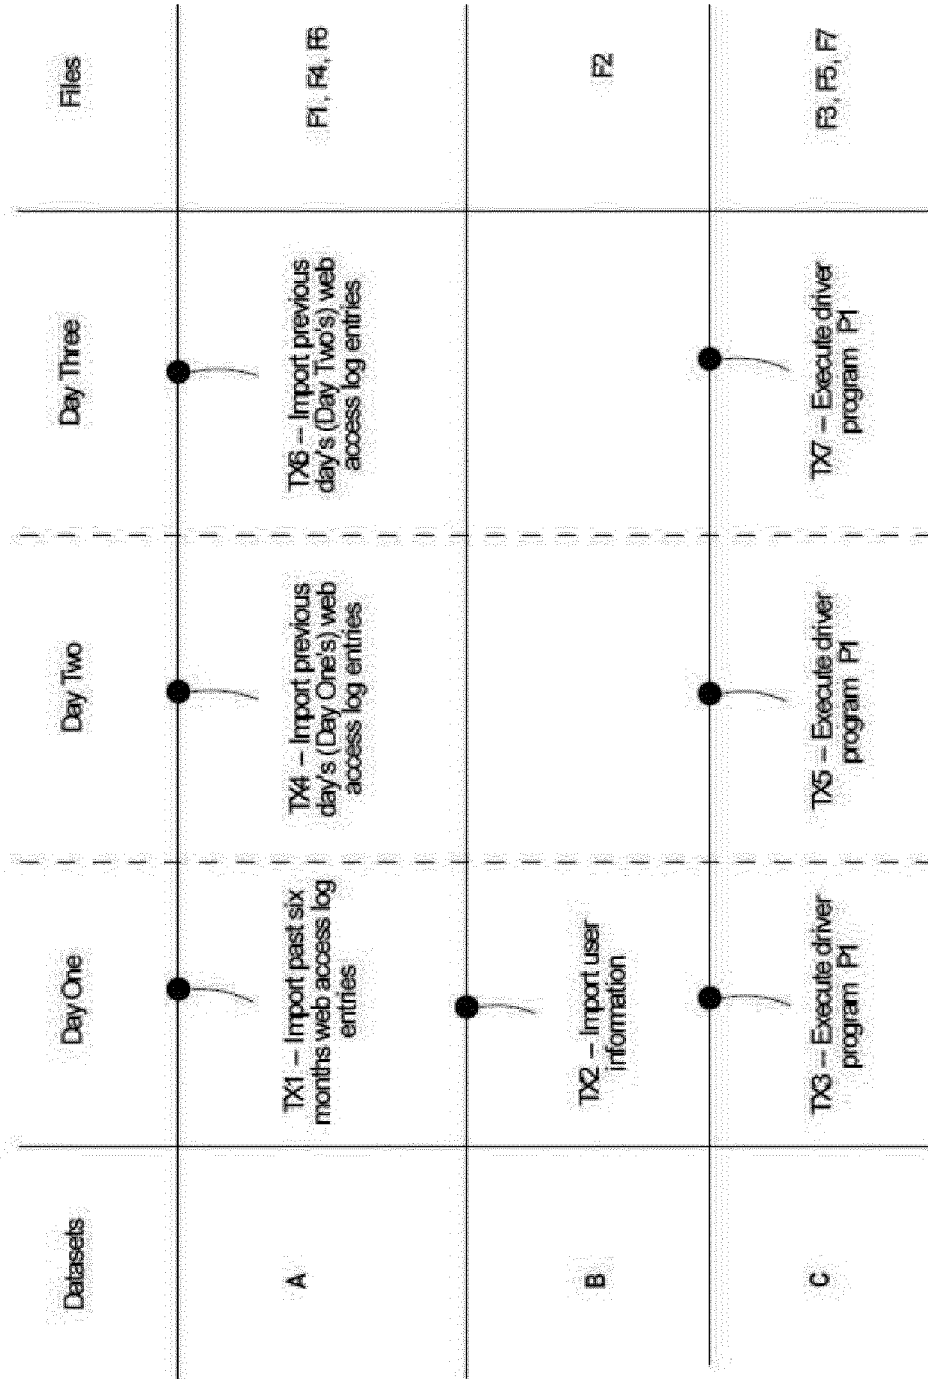 Datasets
Day One
Day Two
Day Three
Files
A
TX1 – Import past six
months web access log
entries
TX4 – Import previous
day's (Day One's) web
access log entries
TX6 – Import previous
day's (Day Two's) web
access log entries
F1, F4, F6
B
TX2 – Import user
information
F2
C
TX3 – Execute driver
program P1
TX5 – Execute driver
program P1
TX7 – Execute driver
program P1
F3, F5, F7